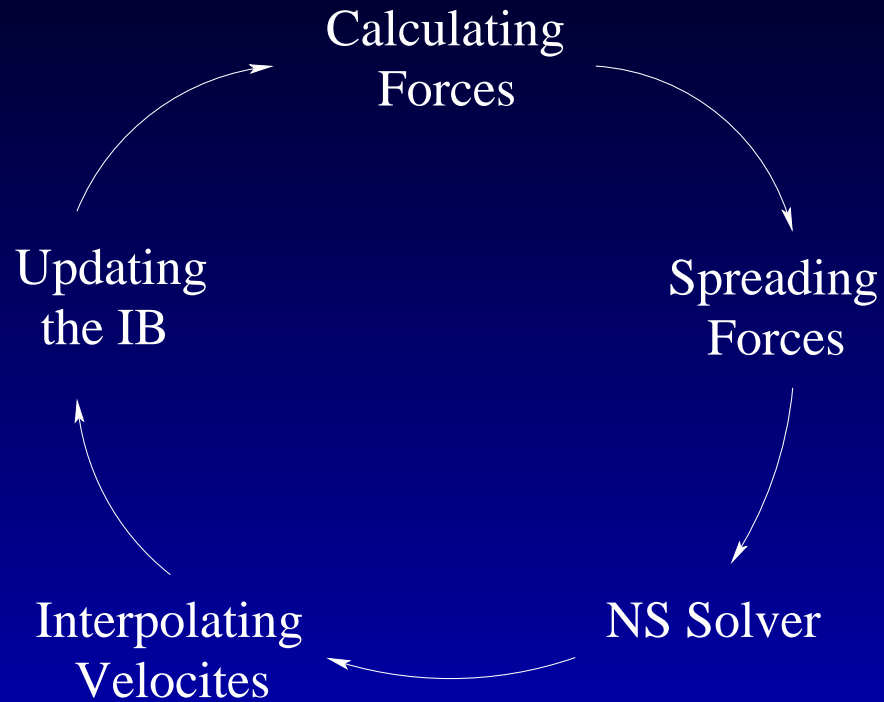 Calculating
Forces
Spreading
Forces
NS Solver
Interpolating
Velocites
Updating
the IB